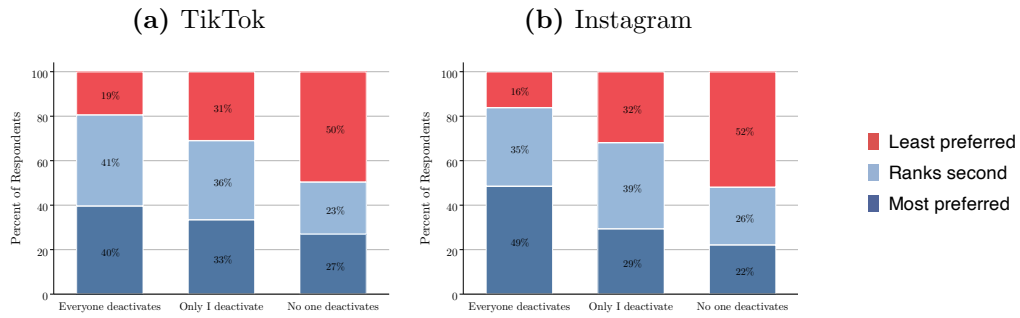 (a) TikTok
Percent of Respondents
100
80
60
40
20
0
19%
41%
40%
31%
36%
33%
50%
23%
27%
Everyone deactivates
Only I deactivate
No one deactivates
(b) Instagram
Percent of Respondents
100
80
60
40
20
0
16%
35%
49%
32%
39%
29%
52%
26%
22%
Everyone deactivates
Only I deactivate
No one deactivates
Least preferred
Ranks second
Most preferred